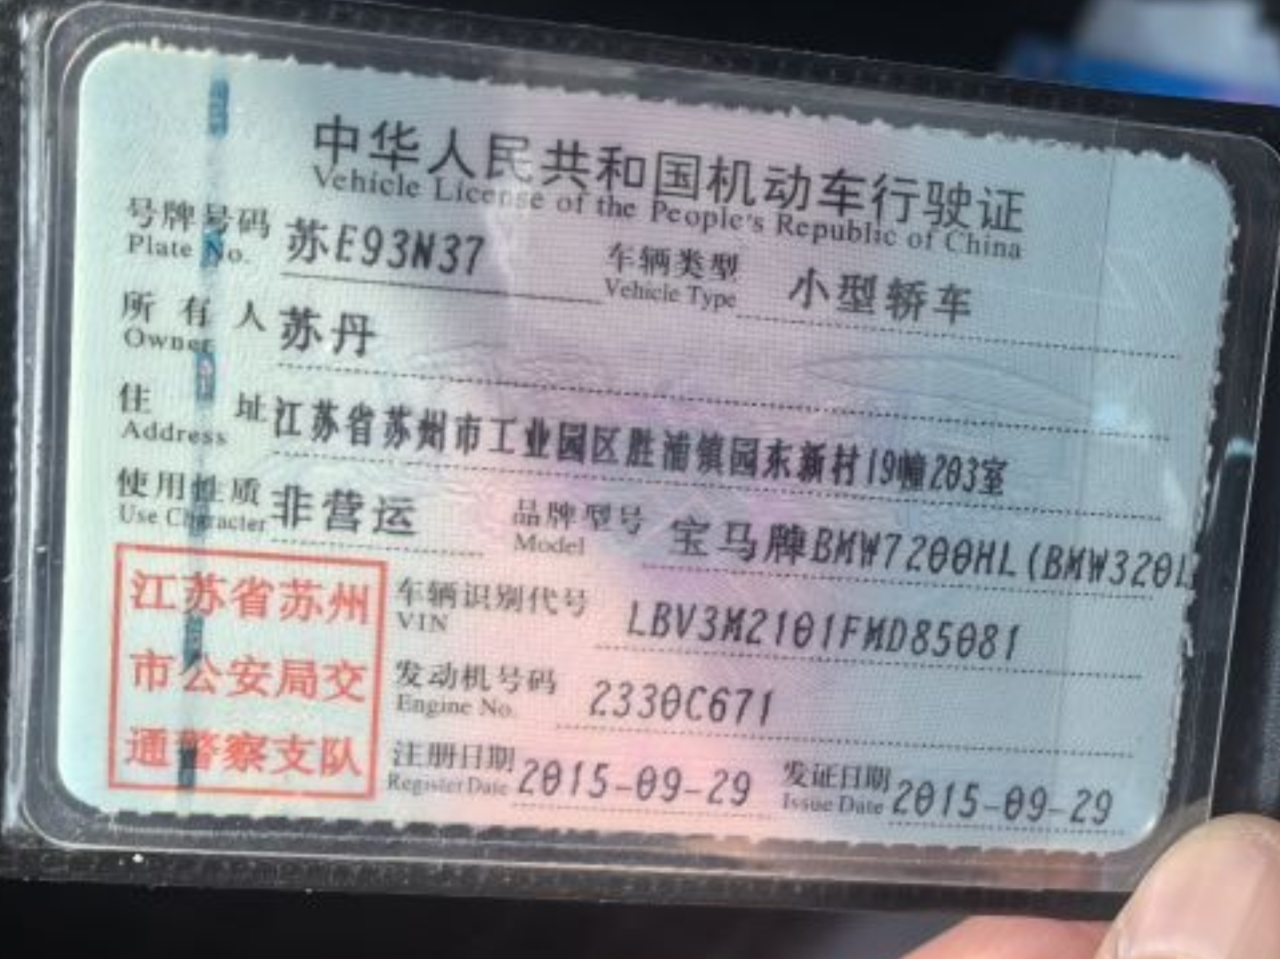 中华人民共和国机动车行驶证
Vehicle License of the People's Republic of China
号牌号码 苏E93N37 车辆类型 小型轿车
Plate No. Vehicle Type
所有人 苏丹
Owner
住址 江苏省苏州市工业园区胜浦镇园东新村19幢203室
Address
使用性质 非营运 品牌型号 宝马牌BMW7200HL(BMW320L
Use Character Model
江苏省苏州
市公安局交
通警察支队
车辆识别代号 LBV3M2101FMD85081
VIN
发动机号码 2330C671
Engine No.
注册日期 2015-09-29 发证日期 2015-09-29
Register Date Issue Date